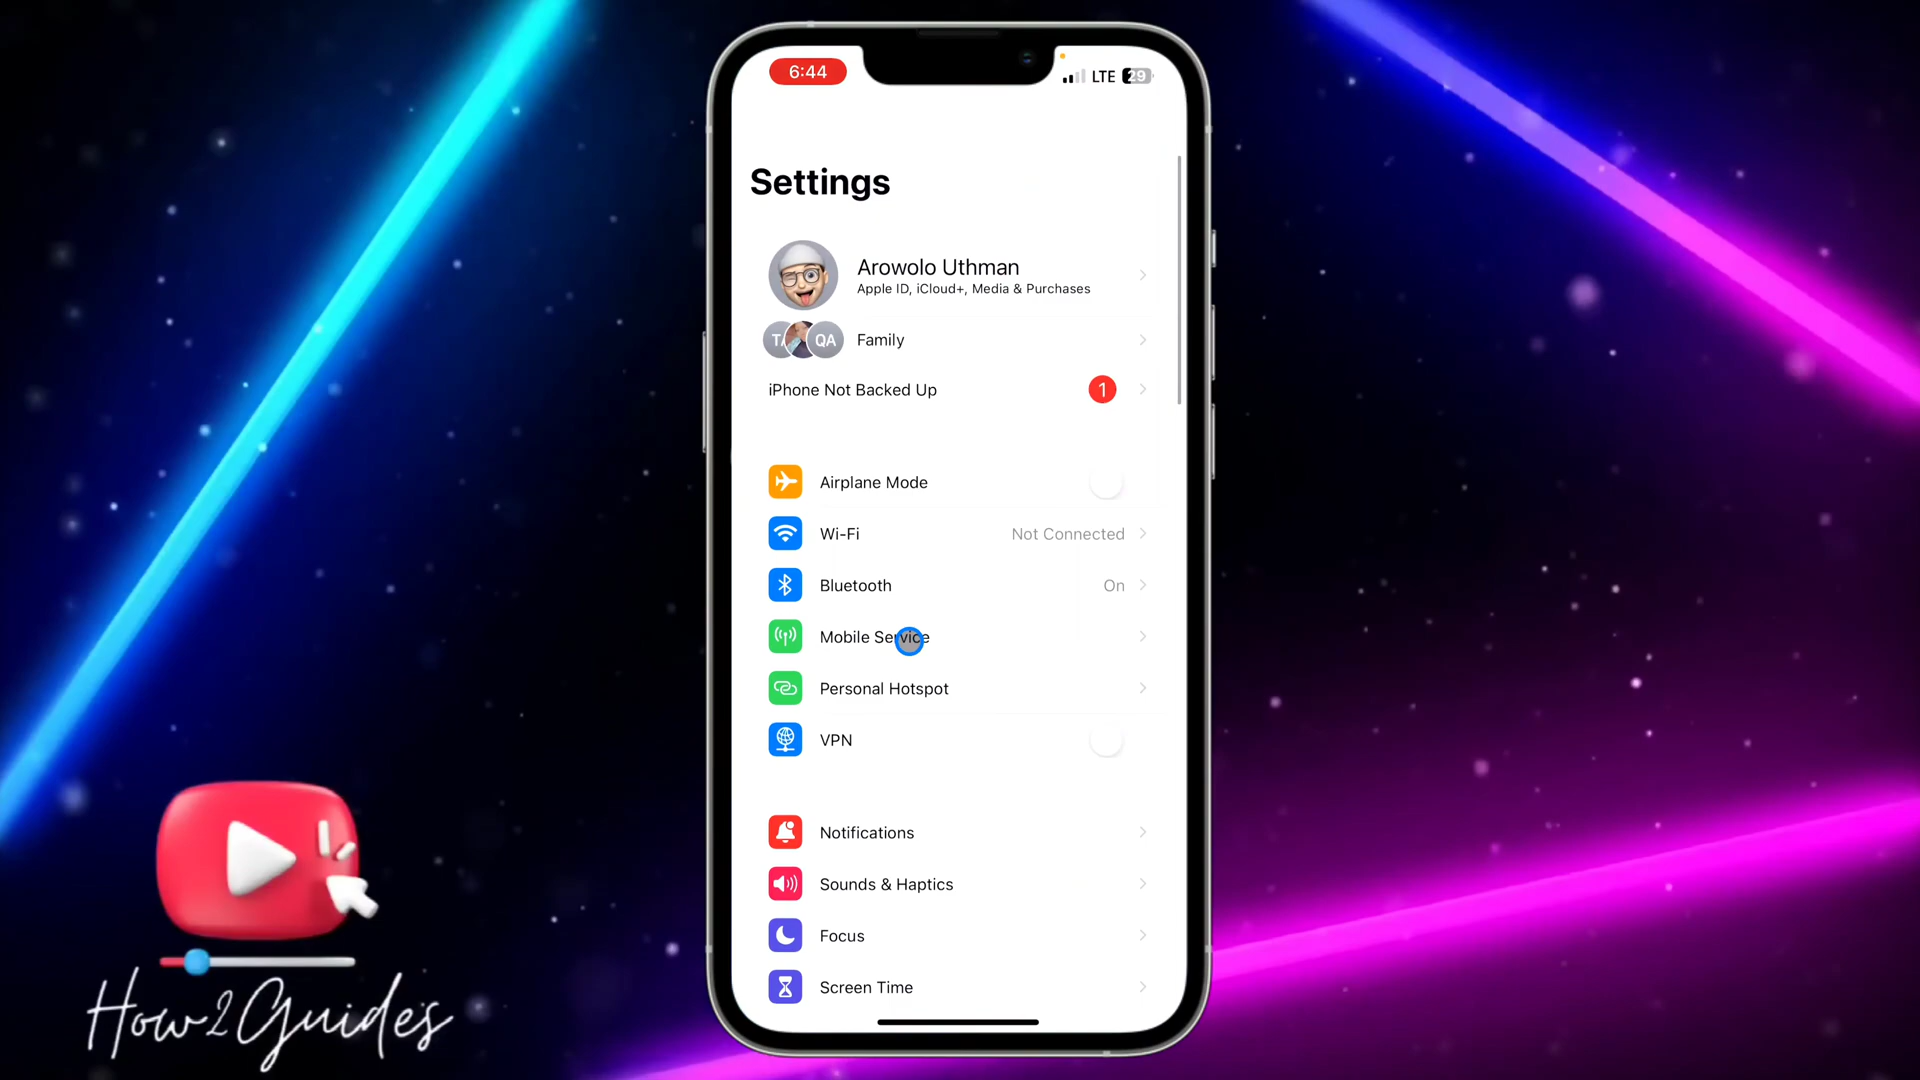 6:44
LTE 29
Settings
Arowolo Uthman
Apple ID, iCloud+, Media & Purchases
QA Family
iPhone Not Backed Up 1
Airplane Mode
Wi-Fi Not Connected
Bluetooth On
Mobile Service
Personal Hotspot
VPN
Notifications
Sounds & Haptics
Focus
Screen Time
How2Guides